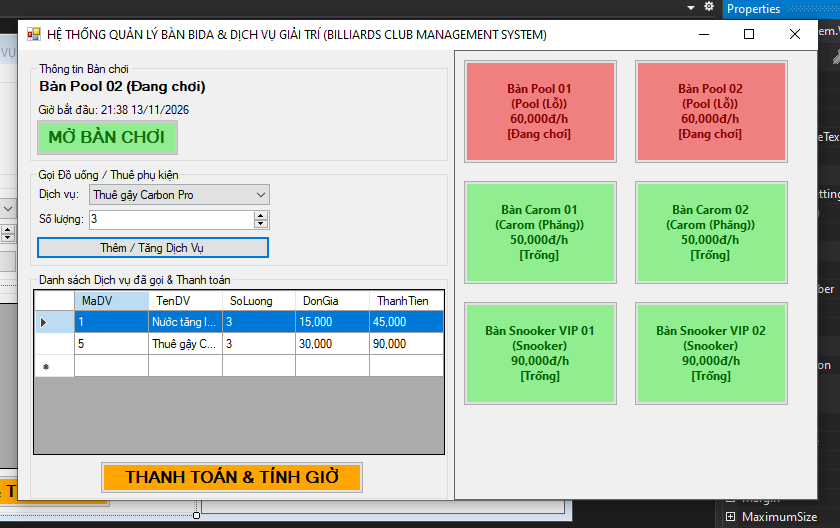 Properties
HỆ THỐNG QUẢN LÝ BÀN BIDA & DỊCH VỤ GIẢI TRÍ (BILLIARDS CLUB MANAGEMENT SYSTEM)
Thông tin Bàn chơi
Bàn Pool 02 (Đang chơi)
Giờ bắt đầu: 21:38 13/11/2026
MỞ BÀN CHƠI
Gọi Đồ uống / Thuê phụ kiện
Dịch vụ: Thuê gậy Carbon Pro
Số lượng: 3
Thêm / Tăng Dịch Vụ
Danh sách Dịch vụ đã gọi & Thanh toán
MaDV TenDV SoLuong DonGia ThanhTien
1 Nước tăng l... 3 15,000 45,000
5 Thuê gậy C... 3 30,000 90,000
THANH TOÁN & TÍNH GIỜ
Bàn Pool 01
(Pool (Lỗ))
60,000đ/h
[Đang chơi]
Bàn Pool 02
(Pool (Lỗ))
60,000đ/h
[Đang chơi]
Bàn Carom 01
(Carom (Phăng))
50,000đ/h
[Trống]
Bàn Carom 02
(Carom (Phăng))
50,000đ/h
[Trống]
Bàn Snooker VIP 01
(Snooker)
90,000đ/h
[Trống]
Bàn Snooker VIP 02
(Snooker)
90,000đ/h
[Trống]
MaximumSize